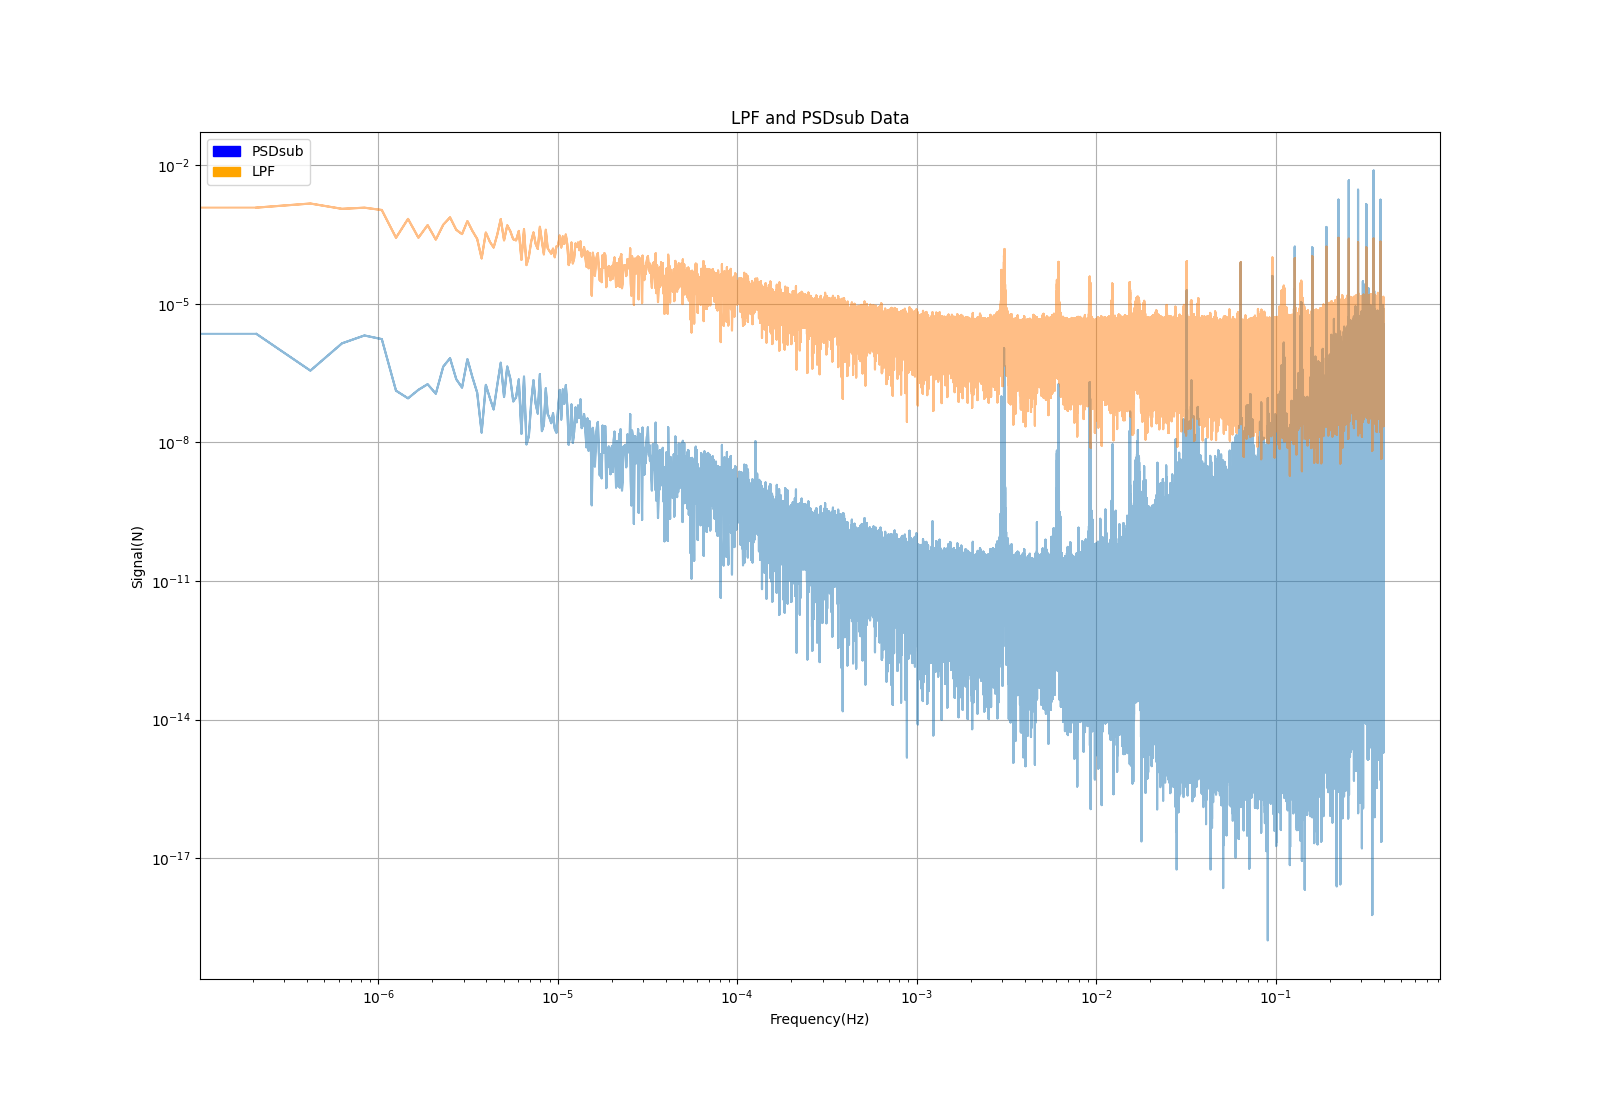 LPF and PSDsub Data
PSDsub
LPF
10⁻²
10⁻⁵
10⁻⁸
10⁻¹¹
10⁻¹⁴
10⁻¹⁷
Signal(N)
10⁻⁶ 10⁻⁵ 10⁻⁴ 10⁻³ 10⁻² 10⁻¹
Frequency(Hz)